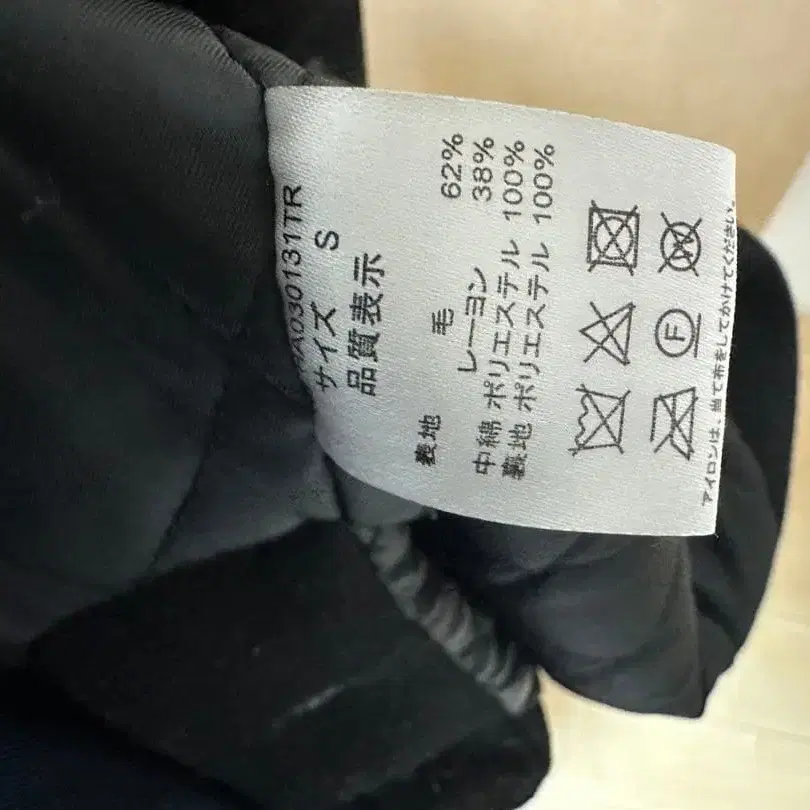 RA030131TR
サイズ S
品質表示
表地 毛 62%
レーヨン 38%
中綿 ポリエステル 100%
裏地 ポリエステル 100%
W
F
アイロンは、当て布をしてかけてください。